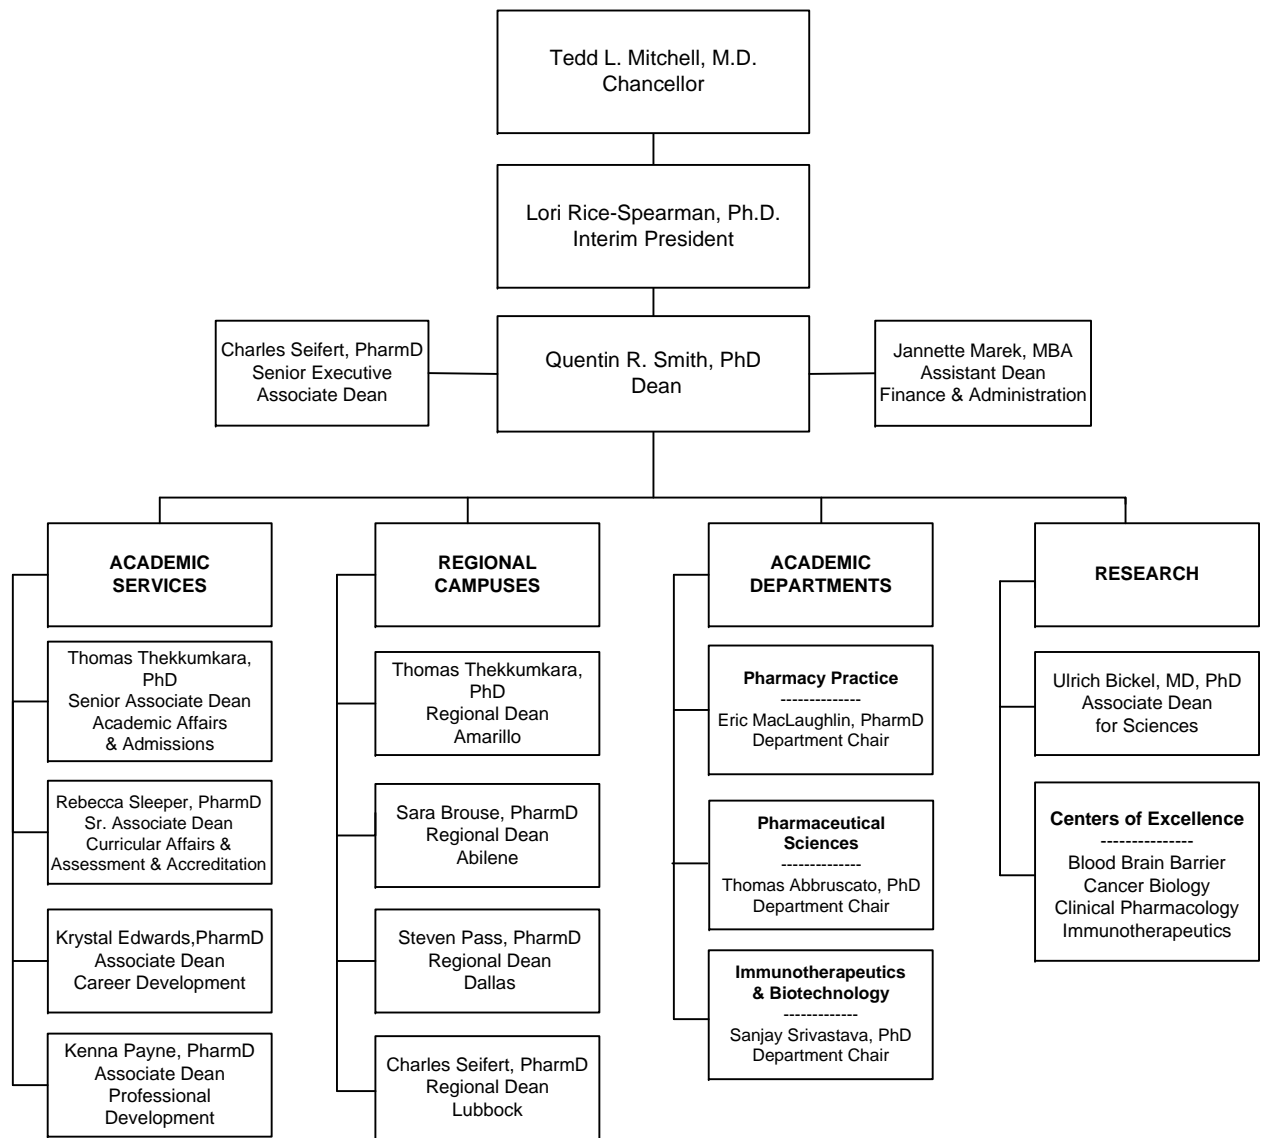 Tedd L. Mitchell, M.D.
Chancellor
Lori Rice-Spearman, Ph.D.
Interim President
Charles Seifert, PharmD
Senior Executive
Associate Dean
Quentin R. Smith, PhD
Dean
Jannette Marek, MBA
Assistant Dean
Finance & Administration
ACADEMIC
SERVICES
Thomas Thekkumkara,
PhD
Senior Associate Dean
Academic Affairs
& Admissions
Rebecca Sleeper, PharmD
Sr. Associate Dean
Curricular Affairs &
Assessment & Accreditation
Krystal Edwards,PharmD
Associate Dean
Career Development
Kenna Payne, PharmD
Associate Dean
Professional
Development
REGIONAL
CAMPUSES
Thomas Thekkumkara,
PhD
Regional Dean
Amarillo
Sara Brouse, PharmD
Regional Dean
Abilene
Steven Pass, PharmD
Regional Dean
Dallas
Charles Seifert, PharmD
Regional Dean
Lubbock
ACADEMIC
DEPARTMENTS
Pharmacy Practice
--------------
Eric MacLaughlin, PharmD
Department Chair
Pharmaceutical
Sciences
--------------
Thomas Abbruscato, PhD
Department Chair
Immunotherapeutics
& Biotechnology
-------------
Sanjay Srivastava, PhD
Department Chair
RESEARCH
Ulrich Bickel, MD, PhD
Associate Dean
for Sciences
Centers of Excellence
---------------
Blood Brain Barrier
Cancer Biology
Clinical Pharmacology
Immunotherapeutics